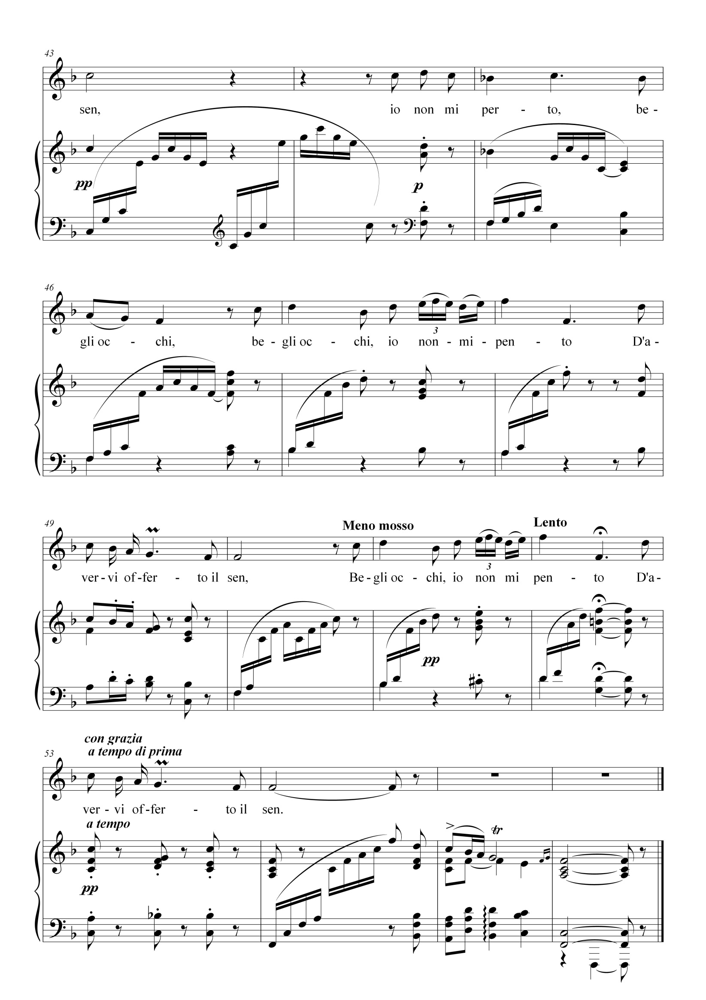 43
sen, io non mi per - to, be -
pp p
46
gli oc - chi, be - gli oc - chi, io non - mi - pen - to D'a -
3
49
Meno mosso Lento
3
ver - vi of - fer - to il sen, Be - gli oc - chi, io non mi pen - to D'a -
pp
53
con grazia
a tempo di prima
ver - vi of - fer - to il sen.
a tempo
tr
pp